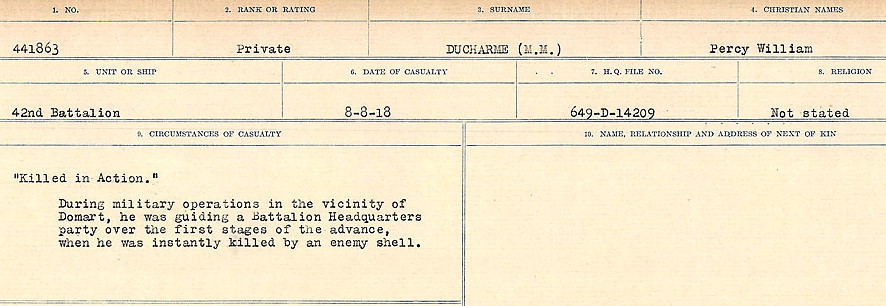 1. NO. 2. RANK OR RATING 3. SURNAME 4. CHRISTIAN NAMES
441863 Private DUCHARME (M.M.) Percy William
5. UNIT OR SHIP 6. DATE OF CASUALTY 7. H.Q. FILE NO. 8. RELIGION
42nd Battalion 8-8-18 649-D-14209 Not stated
9. CIRCUMSTANCES OF CASUALTY 10. NAME, RELATIONSHIP AND ADDRESS OF NEXT OF KIN
"Killed in Action."
During military operations in the vicinity of
Domart, he was guiding a Battalion Headquarters
party over the first stages of the advance,
when he was instantly killed by an enemy shell.